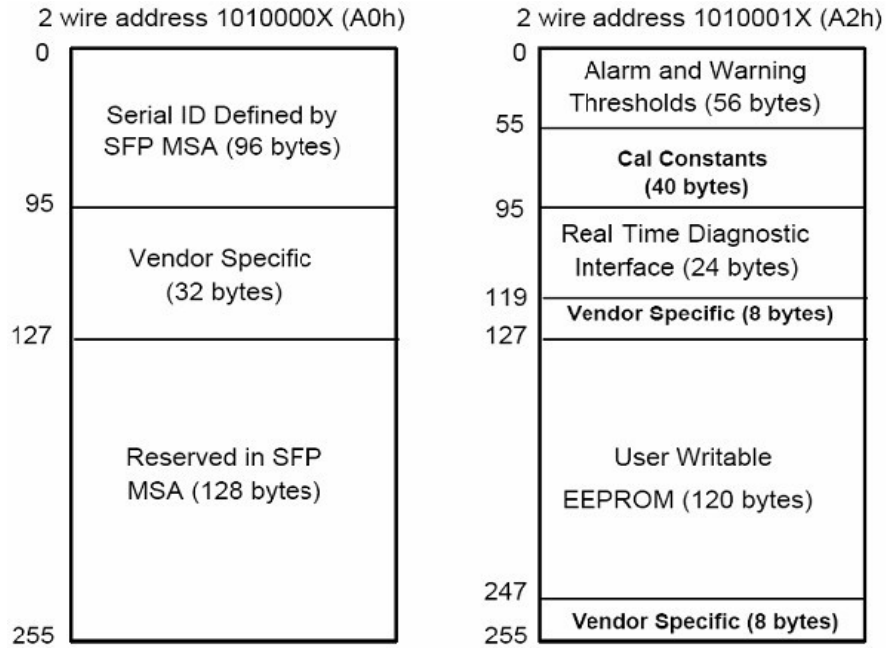 2 wire address 1010000X (A0h)
0
Serial ID Defined by
SFP MSA (96 bytes)
95
Vendor Specific
(32 bytes)
127
Reserved in SFP
MSA (128 bytes)
255
2 wire address 1010001X (A2h)
0
Alarm and Warning
Thresholds (56 bytes)
55
Cal Constants
(40 bytes)
95
Real Time Diagnostic
Interface (24 bytes)
119
Vendor Specific (8 bytes)
127
User Writable
EEPROM (120 bytes)
247
Vendor Specific (8 bytes)
255